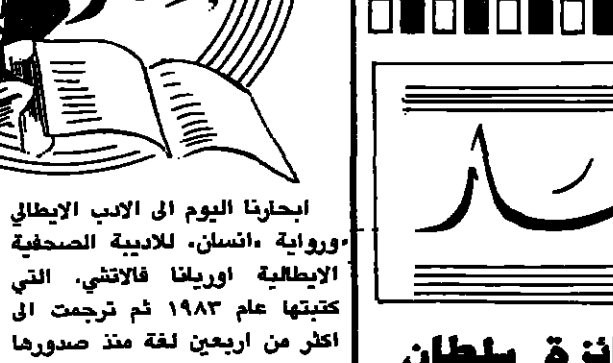 ابحارنا اليوم الى الادب الايطالي
ورواية «انسان» للاديبة الصحفية
الايطالية اوريانا فالاتشي، التي
كتبتها عام ١٩٨٣ ثم ترجمت الى
اكثر من اربعين لغة منذ صدورها
سلطان